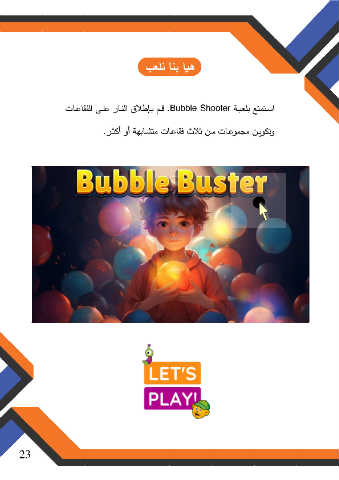 هيا بنا نلعب
استمتع بلعبة Bubble Shooter. قم بإطلاق النار على الفقاعات
وتكوين مجموعات من ثلاث فقاعات متشابهة أو أكثر.
Bubble Buster
LET'S
PLAY!
23